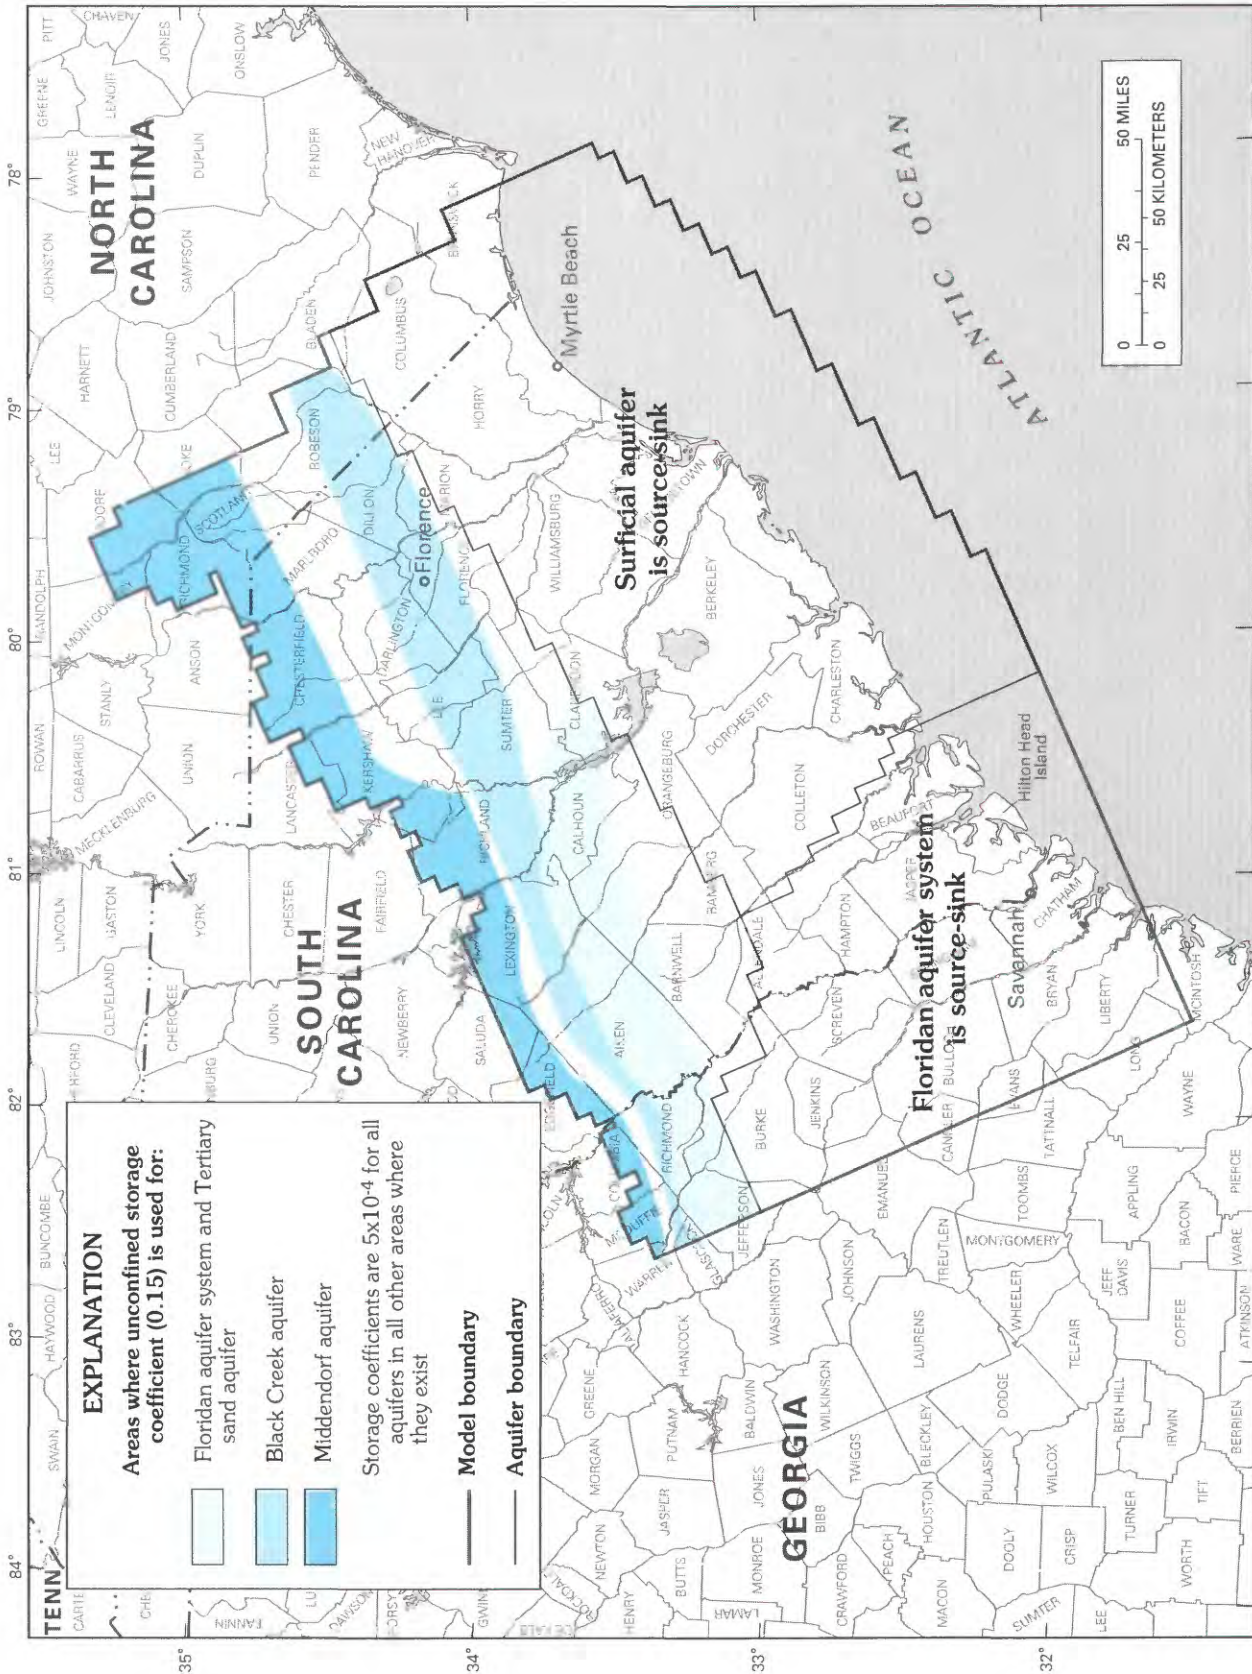 EXPLANATION
Areas where unconfined storage
coefficient (0.15) is used for:
Floridan aquifer system and Tertiary
sand aquifer
Black Creek aquifer
Middendorf aquifer
Storage coefficients are 5x10⁻⁴ for all
aquifers in all other areas where
they exist
Model boundary
Aquifer boundary
84°
83°
82°
81°
80°
79°
78°
35°
34°
33°
32°
TENN
NORTH
CAROLINA
SOUTH
CAROLINA
GEORGIA
ATLANTIC OCEAN
Surficial aquifer
is source-sink
Floridan aquifer system
is source-sink
Myrtle Beach
Florence
Savannah
Hilton Head
Island
0 25 50 MILES
0 25 50 KILOMETERS
SWAIN
HAYWOOD
BUNCOMBE
LINCOLN
ROWAN
CABARRUS
STANLY
RANDOLPH
LEE
HARNETT
JOHNSTON
WAYNE
GREENE
PITT
LENOIR
JONES
ONSLOW
CLEVELAND
GASTON
MECKLENBURG
UNION
ANSON
RICHMOND
SCOTLAND
CUMBERLAND
SAMPSON
DUPLIN
PENDER
NEW
HANOVER
BLADEN
COLUMBUS
ROBESON
CHEROKEE
YORK
UNION
CHESTER
LANCASTER
CHESTERFIELD
MARLBORO
DILLON
HORRY
NEWBERRY
FAIRFIELD
KERSHAW
SALUDA
LEXINGTON
RICHLAND
SUMTER
WILLIAMSBURG
AIKEN
CALHOUN
BARNWELL
BERKELEY
DORCHESTER
COLLETON
CHARLESTON
HAMPTON
JASPER
BEAUFORT
WARREN
RICHMOND
JEFFERSON
BURKE
JENKINS
SCREVEN
EMANUEL
CANDLER
EVANS
BRYAN
CHATHAM
LIBERTY
LONG
MCINTOSH
TATTNALL
TOOMBS
WAYNE
GREENE
HANCOCK
WASHINGTON
JOHNSON
TREUTLEN
MONTGOMERY
APPLING
BACON
PIERCE
WARE
JEFF
DAVIS
WHEELER
LAURENS
TELFAIR
COFFEE
ATKINSON
MORGAN
PUTNAM
BALDWIN
WILKINSON
JASPER
JONES
TWIGGS
BLECKLEY
DODGE
BEN HILL
IRWIN
BERRIEN
NEWTON
BUTTS
MONROE
BIBB
HOUSTON
PULASKI
WILCOX
TURNER
TIFT
HENRY
LAMAR
CRAWFORD
PEACH
MACON
DOOLY
CRISP
WORTH
SUMTER
LEE
FANNIN